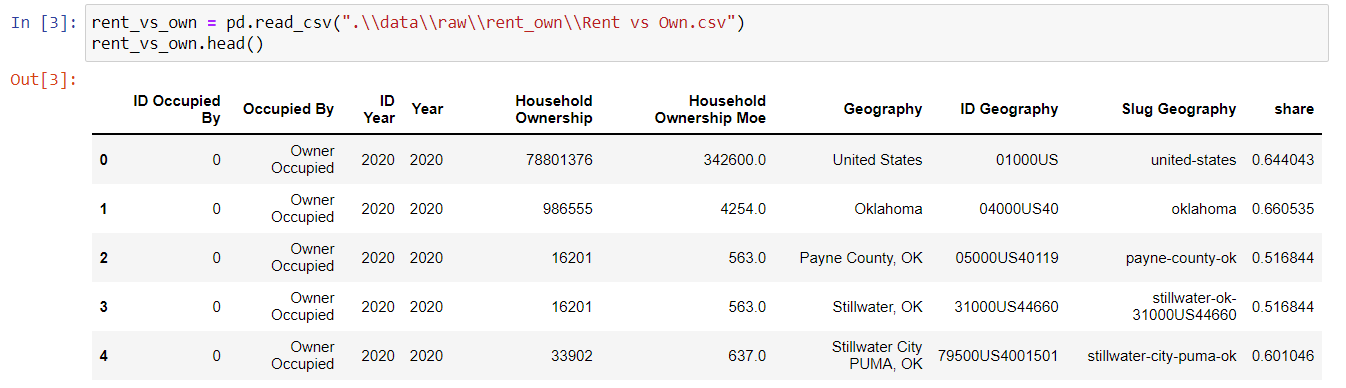 In [3]: rent_vs_own = pd.read_csv(".\\data\\raw\\rent_own\\Rent vs Own.csv")
rent_vs_own.head()
Out[3]:
ID Occupied By Occupied By ID Year Year Household Ownership Household Ownership Moe Geography ID Geography Slug Geography share
0 0 Owner Occupied 2020 2020 78801376 342600.0 United States 01000US united-states 0.644043
1 0 Owner Occupied 2020 2020 986555 4254.0 Oklahoma 04000US40 oklahoma 0.660535
2 0 Owner Occupied 2020 2020 16201 563.0 Payne County, OK 05000US40119 payne-county-ok 0.516844
3 0 Owner Occupied 2020 2020 16201 563.0 Stillwater, OK 31000US44660 stillwater-ok-31000US44660 0.516844
4 0 Owner Occupied 2020 2020 33902 637.0 Stillwater City PUMA, OK 79500US4001501 stillwater-city-puma-ok 0.601046